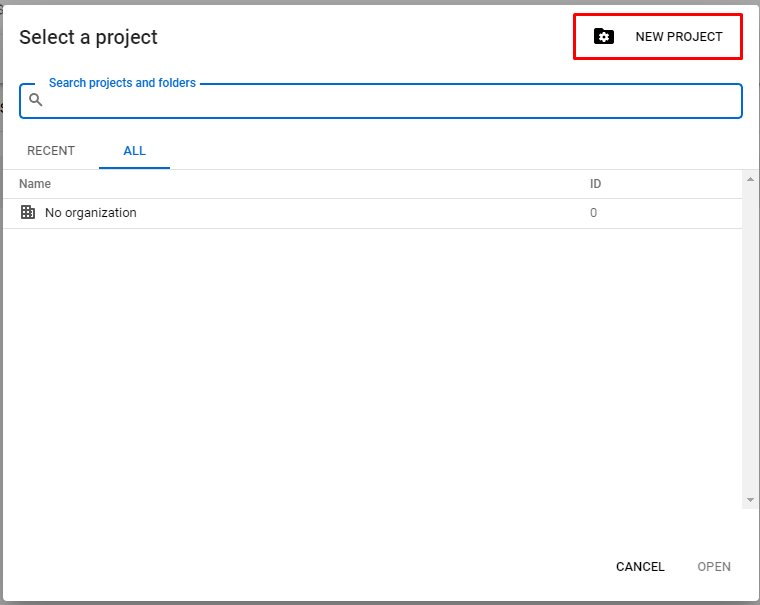 Select a project
NEW PROJECT
Search projects and folders
RECENT
ALL
Name ID
No organization 0
CANCEL OPEN